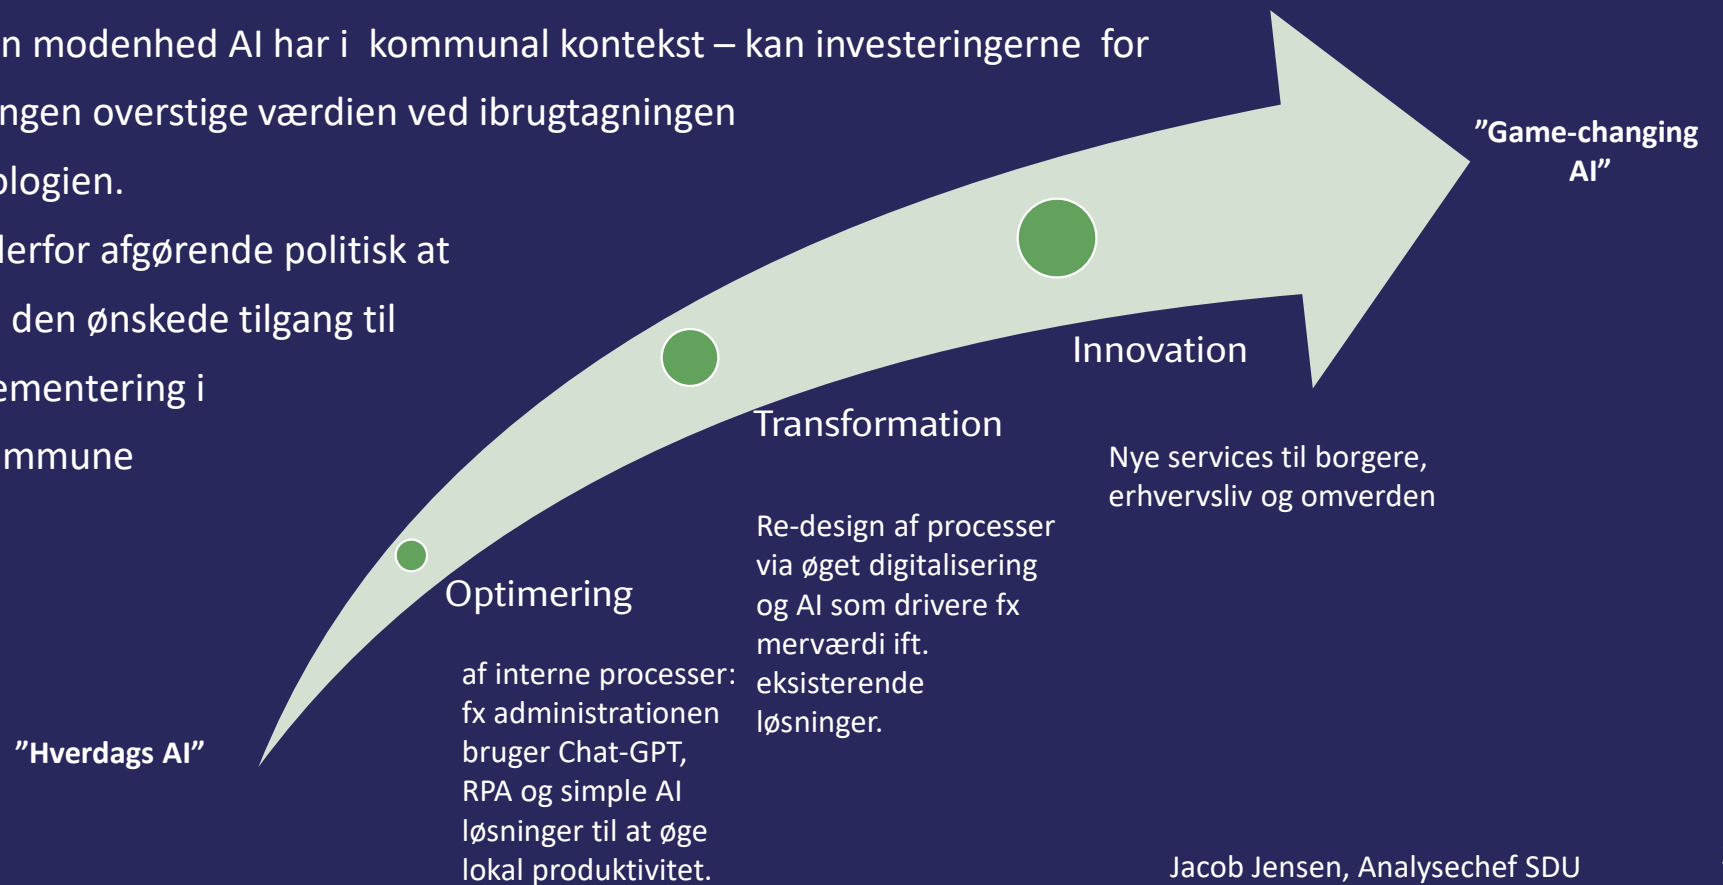 n modenhed AI har i kommunal kontekst – kan investeringerne for
ngen overstige værdien ved ibrugtagningen
ologien.
lerfor afgørende politisk at
den ønskede tilgang til
ementering i
mmune
”Game-changing
AI”
Innovation
Nye services til borgere,
erhvervsliv og omverden
Transformation
Re-design af processer
via øget digitalisering
og AI som drivere fx
merværdi ift.
eksisterende
løsninger.
Optimering
af interne processer:
fx administrationen
bruger Chat-GPT,
RPA og simple AI
løsninger til at øge
lokal produktivitet.
”Hverdags AI”
Jacob Jensen, Analysechef SDU